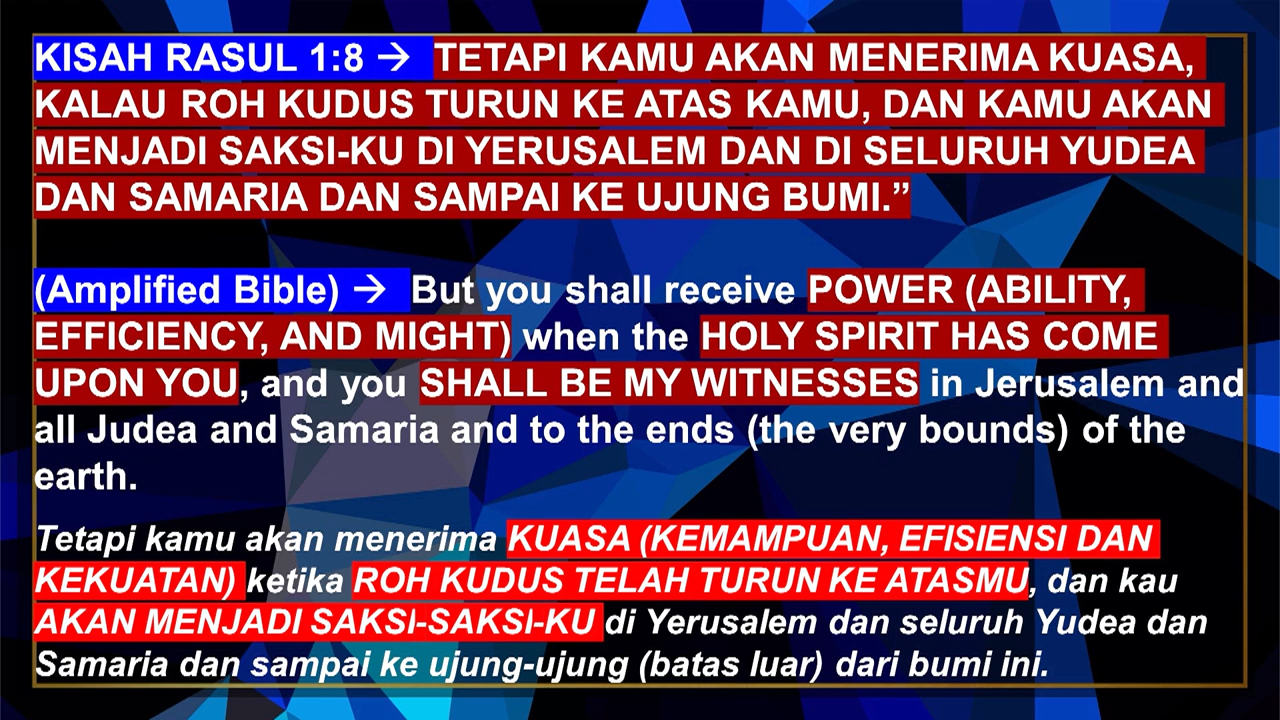 KISAH RASUL 1:8 → TETAPI KAMU AKAN MENERIMA KUASA,
KALAU ROH KUDUS TURUN KE ATAS KAMU, DAN KAMU AKAN
MENJADI SAKSI-KU DI YERUSALEM DAN DI SELURUH YUDEA
DAN SAMARIA DAN SAMPAI KE UJUNG BUMI.”
(Amplified Bible) → But you shall receive POWER (ABILITY,
EFFICIENCY, AND MIGHT) when the HOLY SPIRIT HAS COME
UPON YOU, and you SHALL BE MY WITNESSES in Jerusalem and
all Judea and Samaria and to the ends (the very bounds) of the
earth.
Tetapi kamu akan menerima KUASA (KEMAMPUAN, EFISIENSI DAN
KEKUATAN) ketika ROH KUDUS TELAH TURUN KE ATASMU, dan kau
AKAN MENJADI SAKSI-SAKSI-KU di Yerusalem dan seluruh Yudea dan
Samaria dan sampai ke ujung-ujung (batas luar) dari bumi ini.